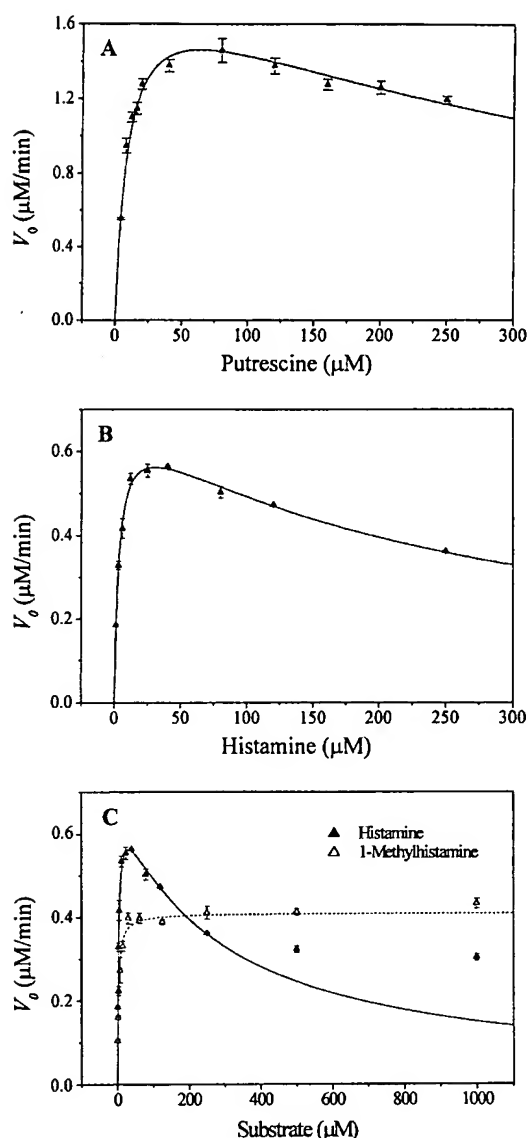 A
1.6
1.2
0.8
0.4
0.0
V₀ (µM/min)
0 50 100 150 200 250 300
Putrescine (µM)
B
0.6
0.4
0.2
0.0
V₀ (µM/min)
0 50 100 150 200 250 300
Histamine (µM)
C
Histamine
1-Methylhistamine
0.6
0.4
0.2
0.0
V₀ (µM/min)
0 200 400 600 800 1000
Substrate (µM)